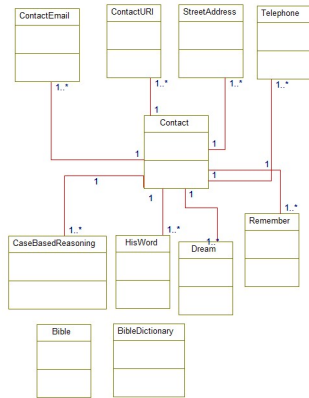 ContactEmail
ContactURI
StreetAddress
Telephone
1..*
1..*
1..*
1..*
1
Contact
1
1
1
1
1
1
1
1
1..*
1..*
1..*
1..*
CaseBasedReasoning
HisWord
Dream
Remember
Bible
BibleDictionary